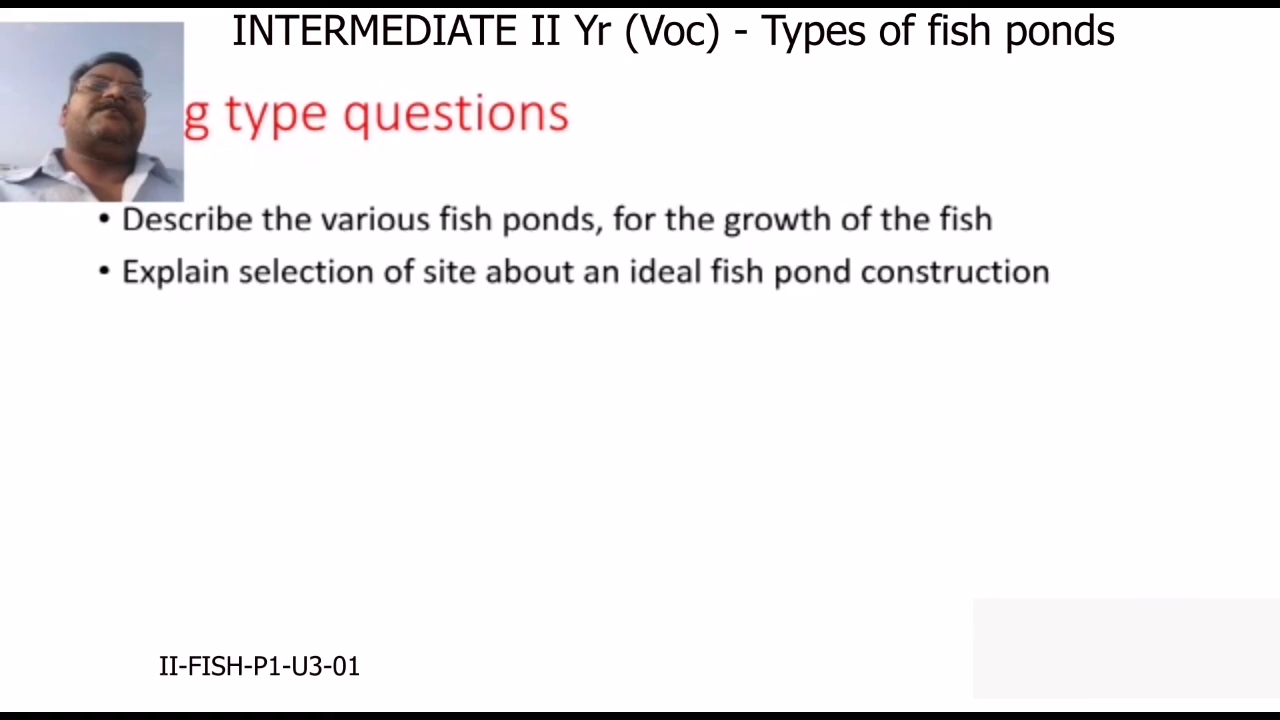 INTERMEDIATE II Yr (Voc) - Types of fish ponds
g type questions
• Describe the various fish ponds, for the growth of the fish
• Explain selection of site about an ideal fish pond construction
II-FISH-P1-U3-01